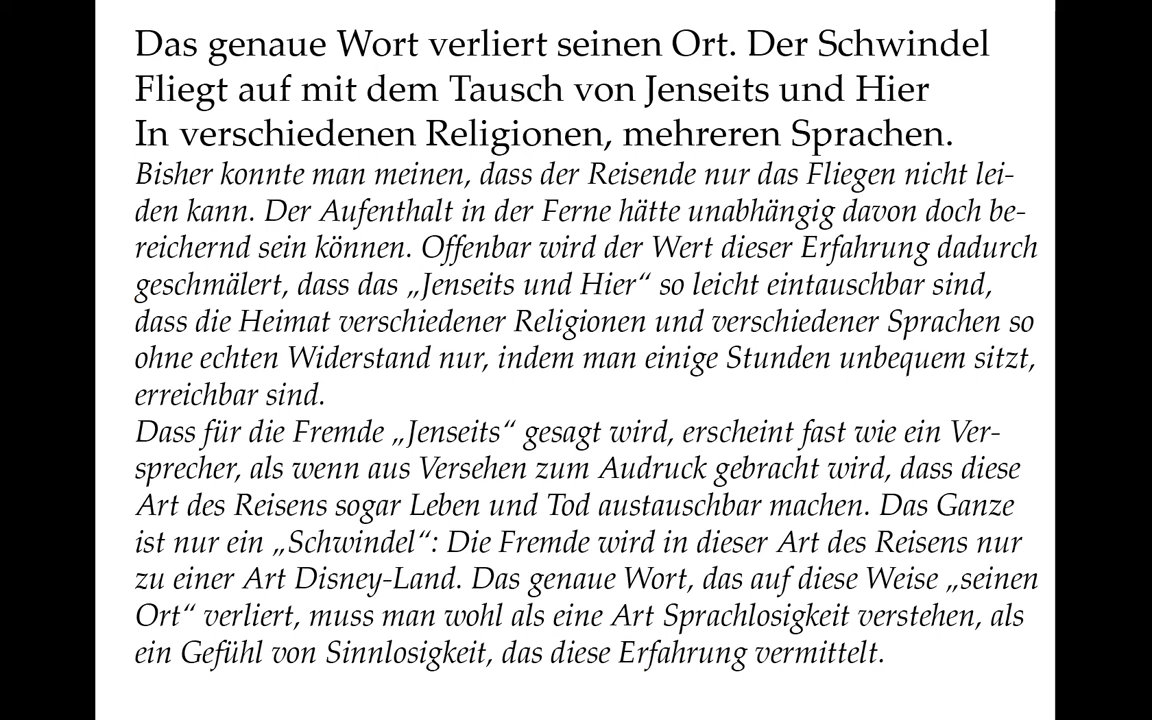 Das genaue Wort verliert seinen Ort. Der Schwindel
Fliegt auf mit dem Tausch von Jenseits und Hier
In verschiedenen Religionen, mehreren Sprachen.
Bisher konnte man meinen, dass der Reisende nur das Fliegen nicht lei-
den kann. Der Aufenthalt in der Ferne hätte unabhängig davon doch be-
reichernd sein können. Offenbar wird der Wert dieser Erfahrung dadurch
geschmälert, dass das „Jenseits und Hier“ so leicht eintauschbar sind,
dass die Heimat verschiedener Religionen und verschiedener Sprachen so
ohne echten Widerstand nur, indem man einige Stunden unbequem sitzt,
erreichbar sind.
Dass für die Fremde „Jenseits“ gesagt wird, erscheint fast wie ein Ver-
sprecher, als wenn aus Versehen zum Audruck gebracht wird, dass diese
Art des Reisens sogar Leben und Tod austauschbar machen. Das Ganze
ist nur ein „Schwindel“: Die Fremde wird in dieser Art des Reisens nur
zu einer Art Disney-Land. Das genaue Wort, das auf diese Weise „seinen
Ort“ verliert, muss man wohl als eine Art Sprachlosigkeit verstehen, als
ein Gefühl von Sinnlosigkeit, das diese Erfahrung vermittelt.